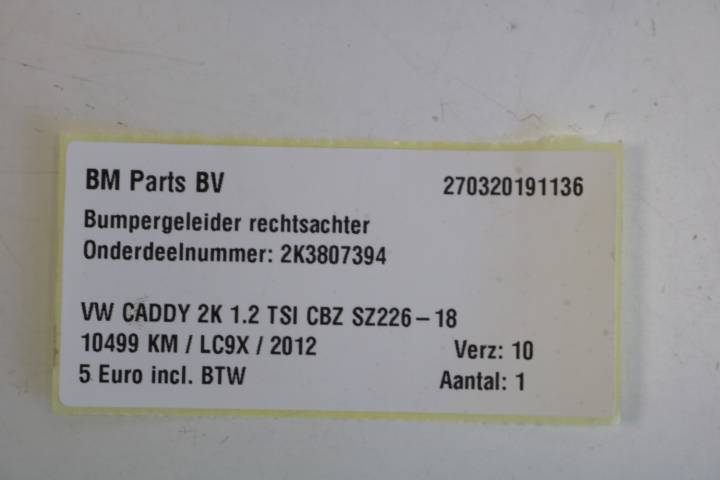 BM Parts BV 270320191136
Bumpergeleider rechtsachter
Onderdeelnummer: 2K3807394
VW CADDY 2K 1.2 TSI CBZ SZ226-18
10499 KM / LC9X / 2012 Verz: 10
5 Euro incl. BTW Aantal: 1